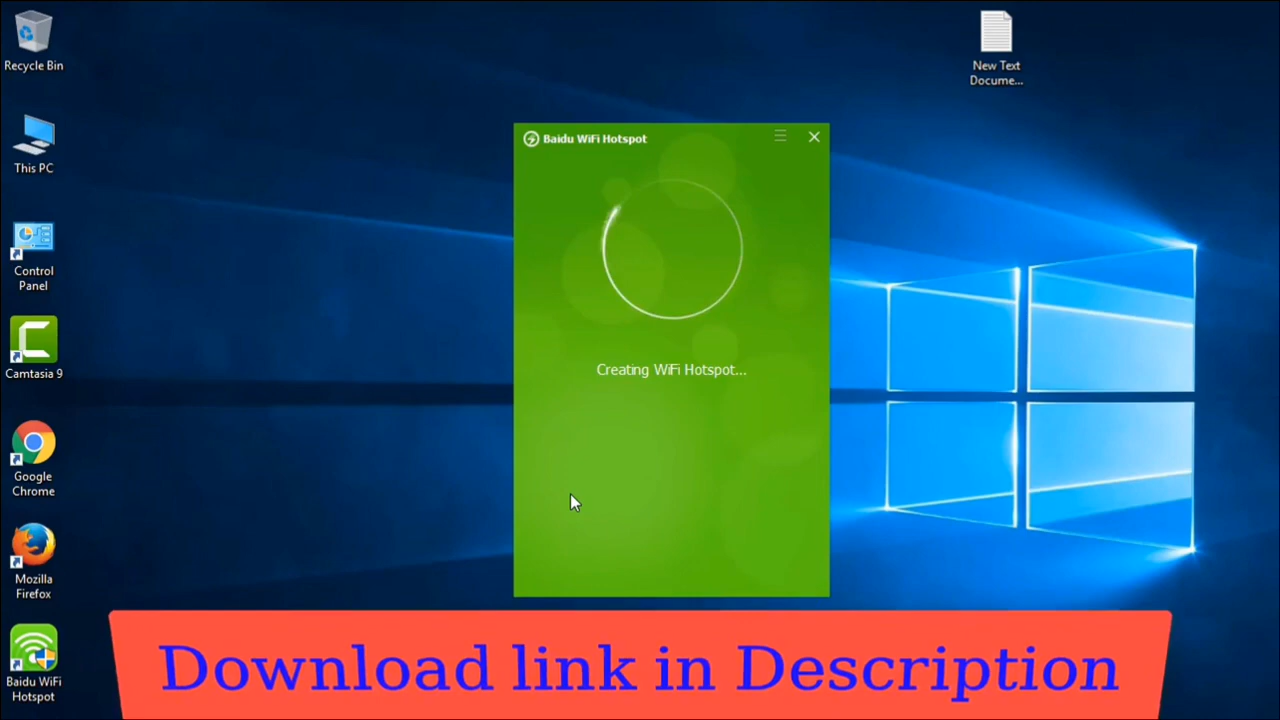 Recycle Bin
This PC
Control
Panel
Camtasia 9
Google
Chrome
Mozilla
Firefox
Baidu WiFi
Hotspot
New Text
Docume...
Baidu WiFi Hotspot
Creating WiFi Hotspot...
Download link in Description